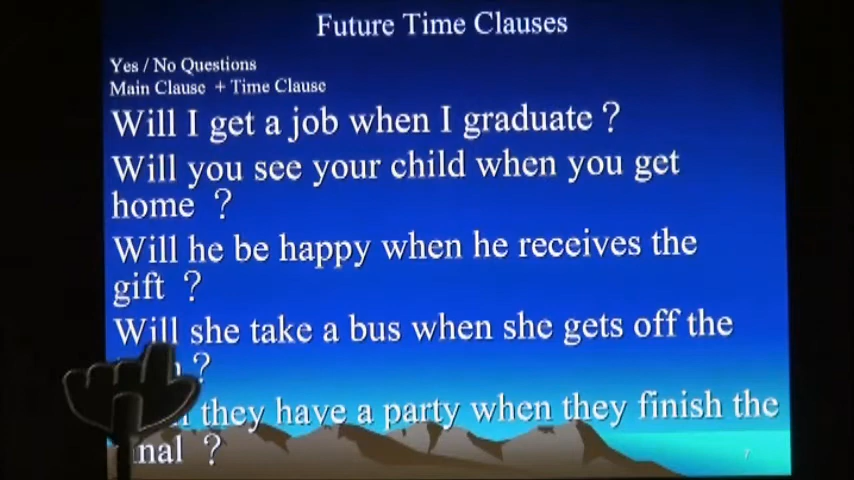 Future Time Clauses
Yes / No Questions
Main Clause + Time Clause
Will I get a job when I graduate ?
Will you see your child when you get
home ?
Will he be happy when he receives the
gift ?
Will she take a bus when she gets off the
?
they have a party when they finish the
final ?
7